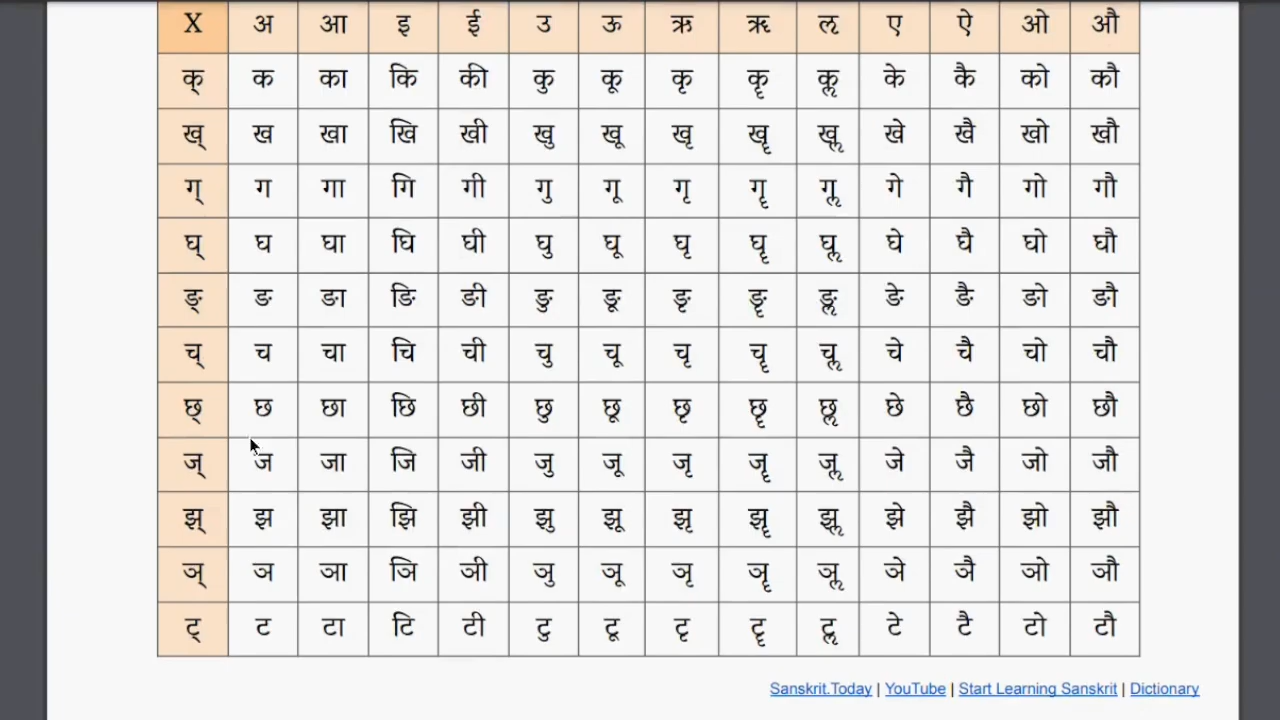 X अ आ इ ई उ ऊ ऋ ॠ ऌ ए ऐ ओ औ
क् क का कि की कु कू कृ कॄ कॢ के कै को कौ
ख् ख खा खि खी खु खू खृ खॄ खॢ खे खै खो खौ
ग् ग गा गि गी गु गू गृ गॄ गॢ गे गै गो गौ
घ् घ घा घि घी घु घू घृ घॄ घॢ घे घै घो घौ
ङ् ङ ङा ङि ङी ङु ङू ङृ ङॄ ङॢ ङे ङै ङो ङौ
च् च चा चि ची चु चू चृ चॄ चॢ चे चै चो चौ
छ् छ छा छि छी छु छू छृ छॄ छॢ छे छै छो छौ
ज् ज जा जि जी जु जू जृ जॄ जॢ जे जै जो जौ
झ् झ झा झि झी झु झू झृ झॄ झॢ झे झै झो झौ
ञ् ञ ञा ञि ञी ञु ञू ञृ ञॄ ञॢ ञे ञै ञो ञौ
ट् ट टा टि टी टु टू टृ टॄ टॢ टे टै टो टौ
Sanskrit.Today | YouTube | Start Learning Sanskrit | Dictionary